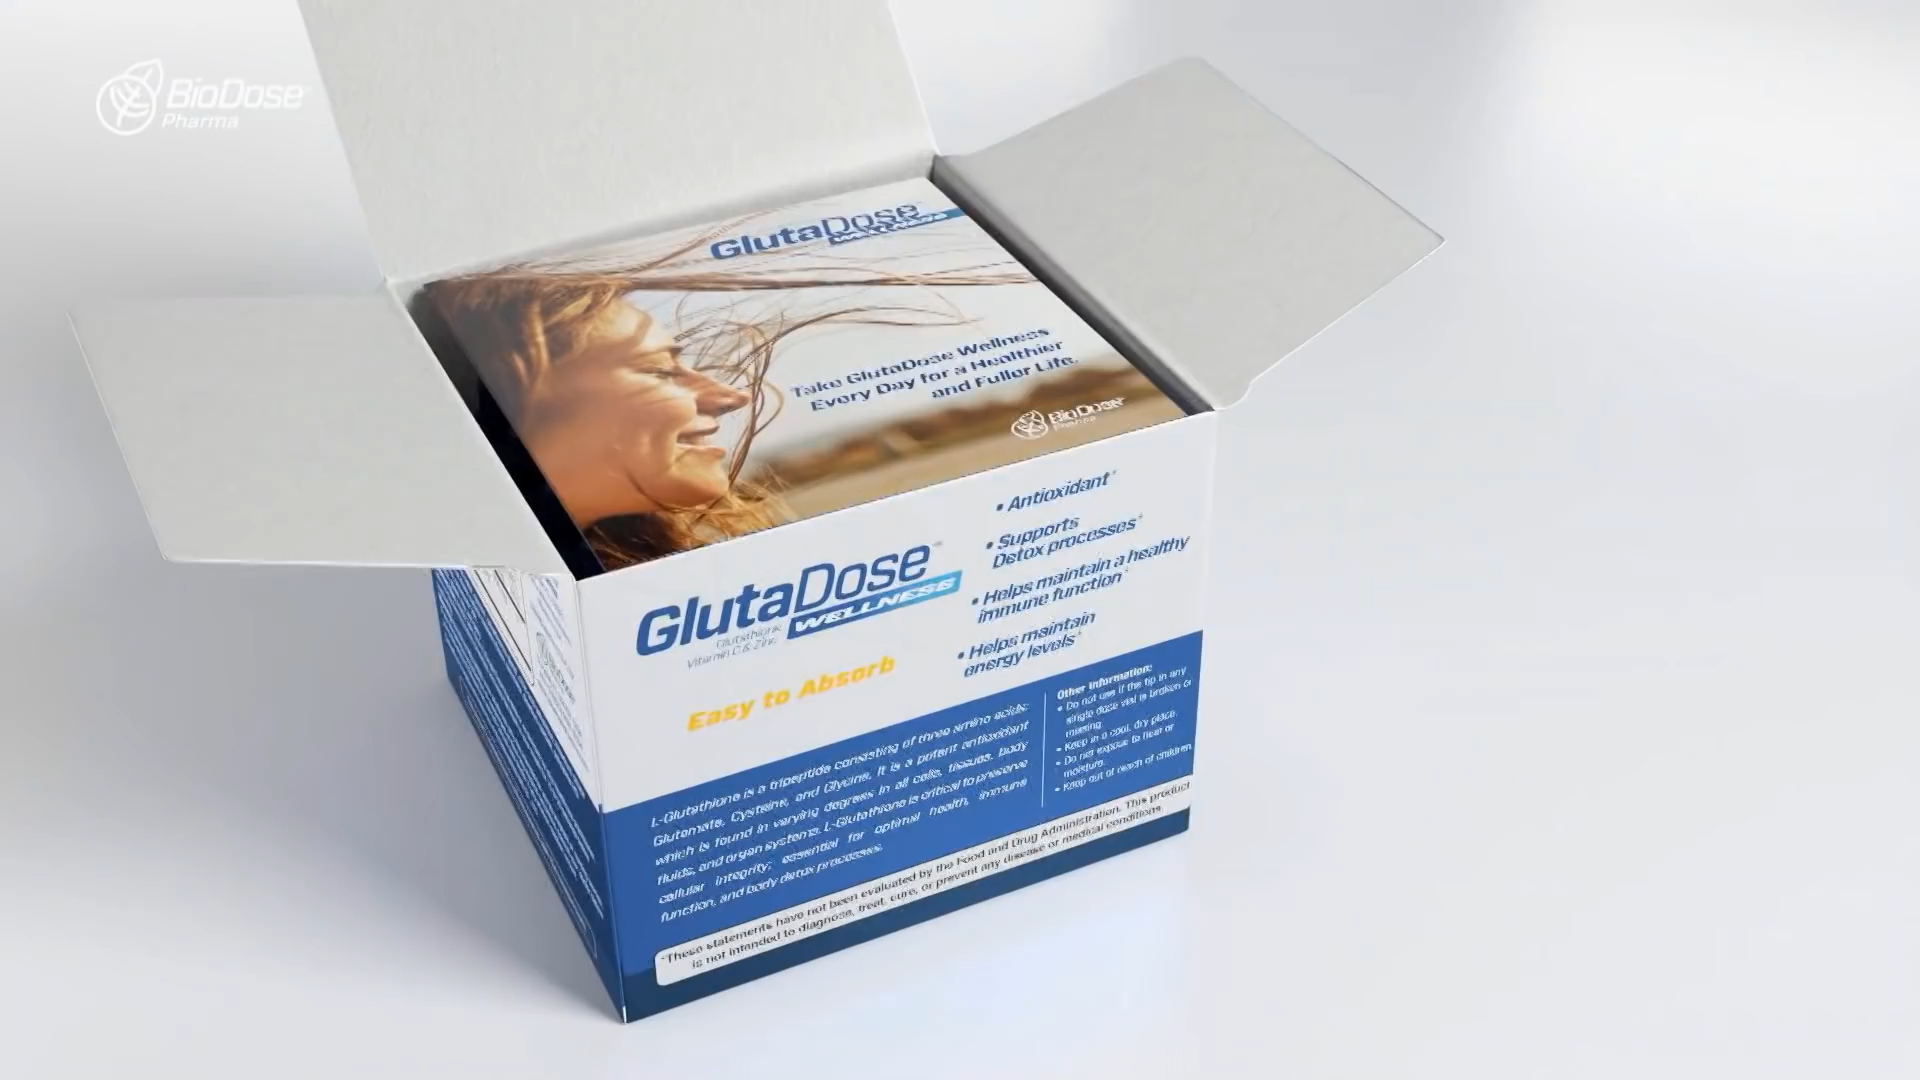 BioDose
Pharma
GlutaDose
WELLNESS
Take GlutaDose Wellness
Every Day for a Healthier
and Fuller Life.
BioDose
Pharma
GlutaDose™
WELLNESS
Glutathione
Vitamin C & Zinc
Easy to Absorb
• Antioxidant*
• Supports
Detox processes*
• Helps maintain a healthy
immune function*
• Helps maintain
energy levels*
L-Glutathione is a tripeptide consisting of three amino acids:
Glutamate, Cysteine, and Glycine. It is a potent antioxidant
which is found in varying degrees in all cells, tissues, body
fluids, and organ systems. L-Glutathione is critical to preserve
cellular integrity; essential for optimal health, immune
function, and body detox processes.
Other Information:
• Do not use if the tip in any
single dose vial is broken or
missing.
• Keep in a cool, dry place.
• Do not expose to heat or
moisture.
• Keep out of reach of children
*These statements have not been evaluated by the Food and Drug Administration. This product
is not intended to diagnose, treat, cure, or prevent any disease or medical conditions.